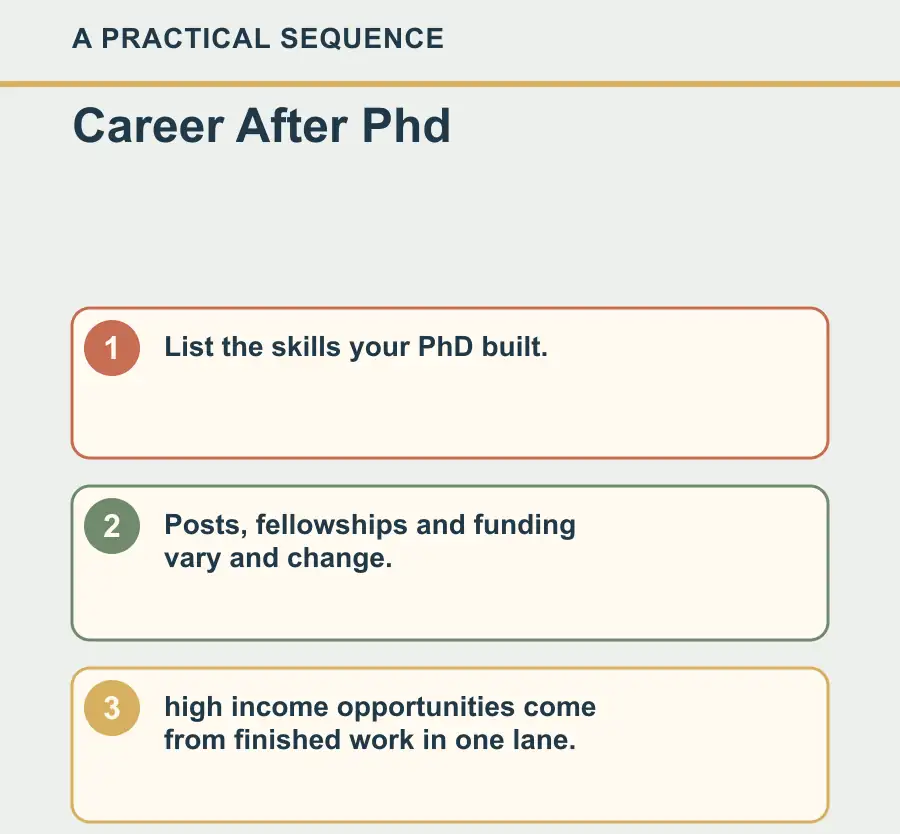 A PRACTICAL SEQUENCE
Career After Phd
1
List the skills your PhD built.
2
Posts, fellowships and funding
vary and change.
3
high income opportunities come
from finished work in one lane.